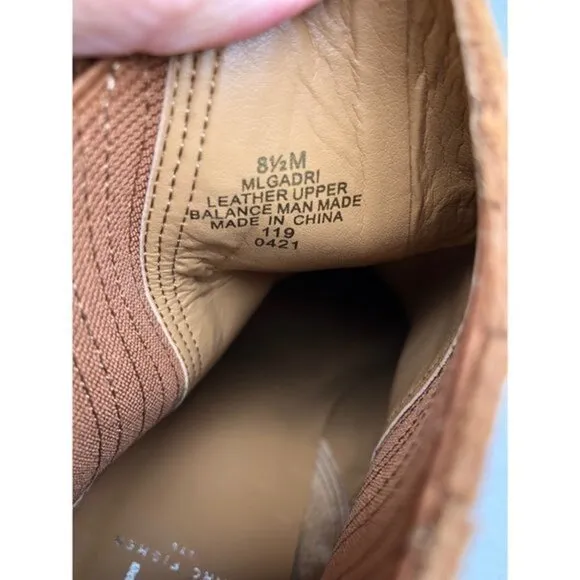 8½M
MLGADRI
LEATHER UPPER
BALANCE MAN MADE
MADE IN CHINA
119
0421